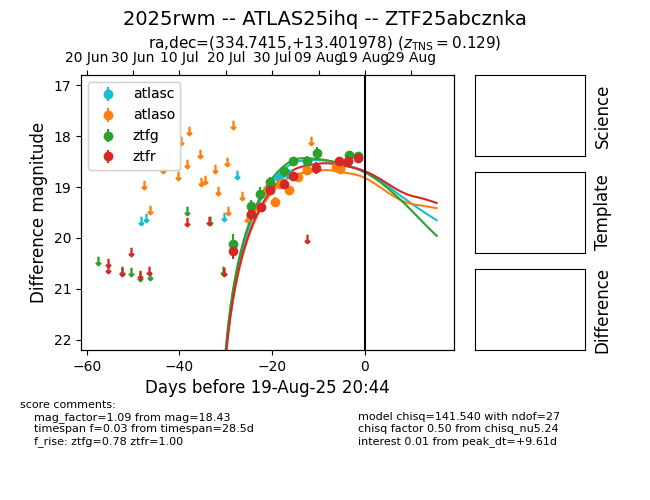 2025rwm -- ATLAS25ihq -- ZTF25abcznka
ra,dec=(334.7415,+13.401978) (zTNS = 0.129)
20 Jun 30 Jun 10 Jul 20 Jul 30 Jul 09 Aug 19 Aug 29 Aug
17
18
19
20
21
22
Difference magnitude
atlasc
atlaso
ztfg
ztfr
−60 −40 −20 0
Days before 19-Aug-25 20:44
Science
Template
Difference
score comments:
mag_factor=1.09 from mag=18.43
timespan f=0.03 from timespan=28.5d
f_rise: ztfg=0.78 ztfr=1.00
model chisq=141.540 with ndof=27
chisq factor 0.50 from chisq_nu5.24
interest 0.01 from peak_dt=+9.61d